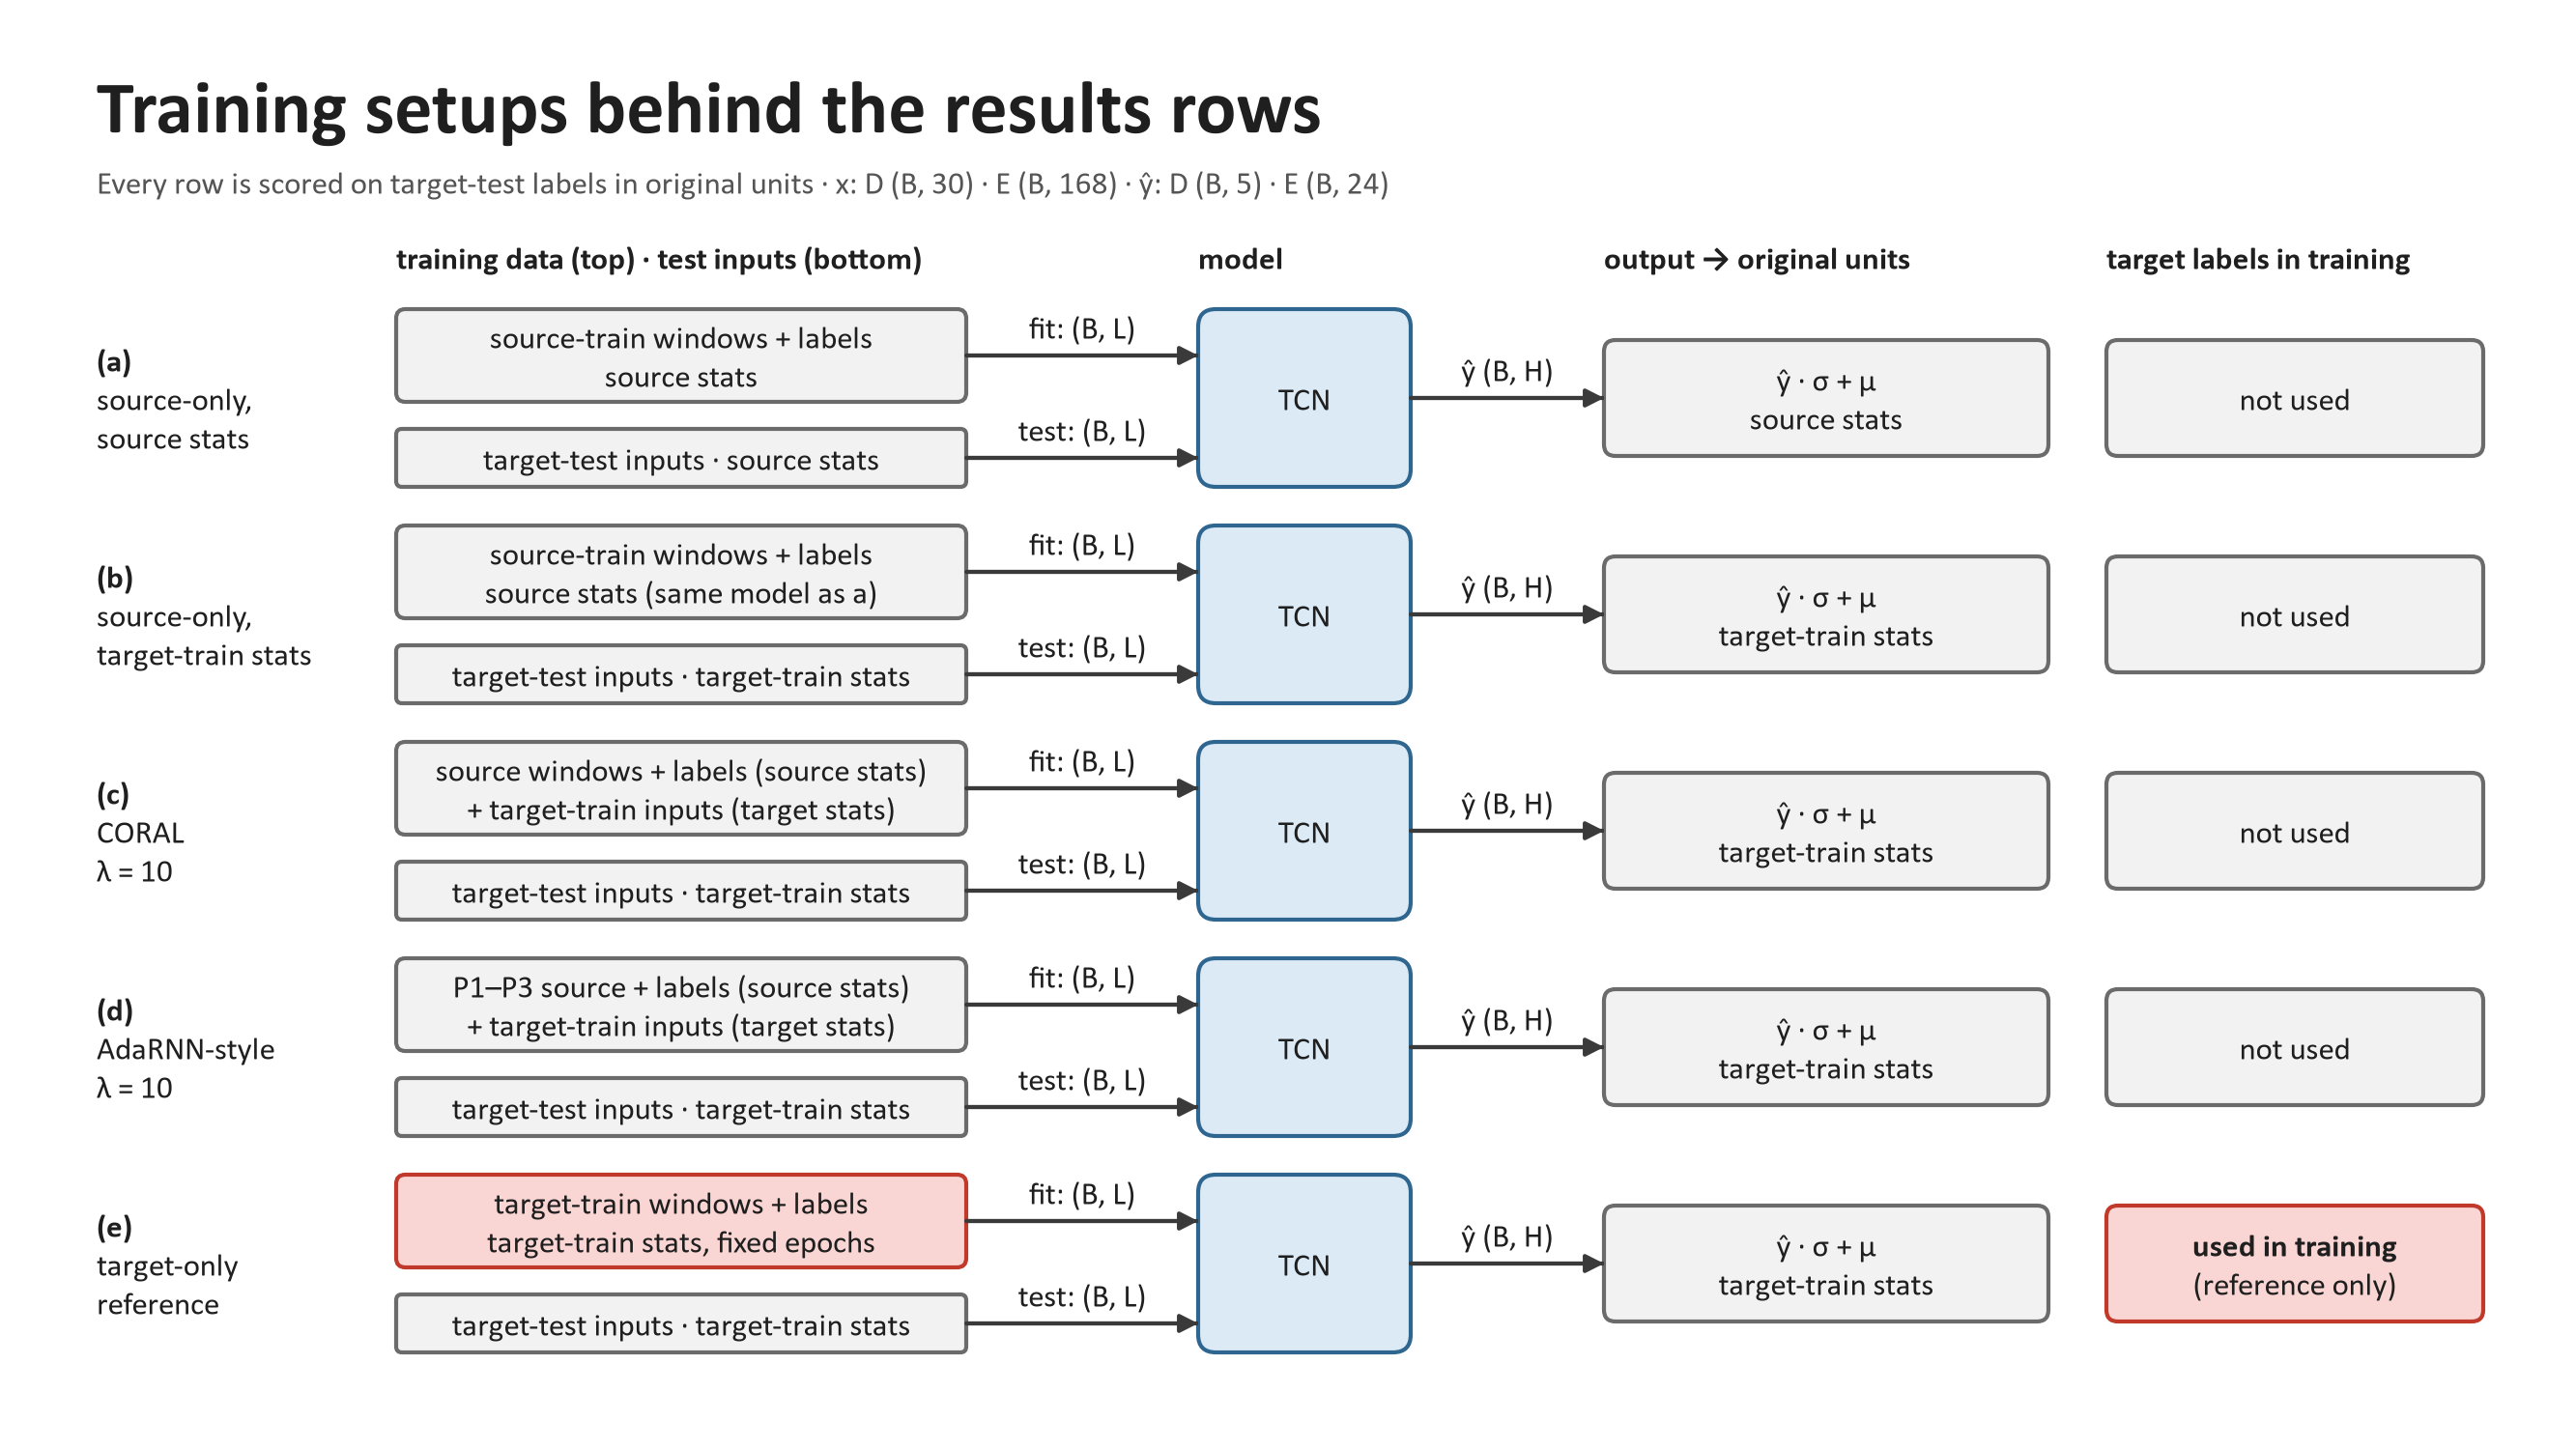 Training setups behind the results rows
Every row is scored on target-test labels in original units · x: D (B, 30) · E (B, 168) · ŷ: D (B, 5) · E (B, 24)
training data (top) · test inputs (bottom)
model
output → original units
target labels in training
(a)
source-only,
source stats
source-train windows + labels
source stats
target-test inputs · source stats
fit: (B, L)
test: (B, L)
TCN
ŷ (B, H)
ŷ · σ + μ
source stats
not used
(b)
source-only,
target-train stats
source-train windows + labels
source stats (same model as a)
target-test inputs · target-train stats
fit: (B, L)
test: (B, L)
TCN
ŷ (B, H)
ŷ · σ + μ
target-train stats
not used
(c)
CORAL
λ = 10
source windows + labels (source stats)
+ target-train inputs (target stats)
target-test inputs · target-train stats
fit: (B, L)
test: (B, L)
TCN
ŷ (B, H)
ŷ · σ + μ
target-train stats
not used
(d)
AdaRNN-style
λ = 10
P1–P3 source + labels (source stats)
+ target-train inputs (target stats)
target-test inputs · target-train stats
fit: (B, L)
test: (B, L)
TCN
ŷ (B, H)
ŷ · σ + μ
target-train stats
not used
(e)
target-only
reference
target-train windows + labels
target-train stats, fixed epochs
target-test inputs · target-train stats
fit: (B, L)
test: (B, L)
TCN
ŷ (B, H)
ŷ · σ + μ
target-train stats
used in training
(reference only)